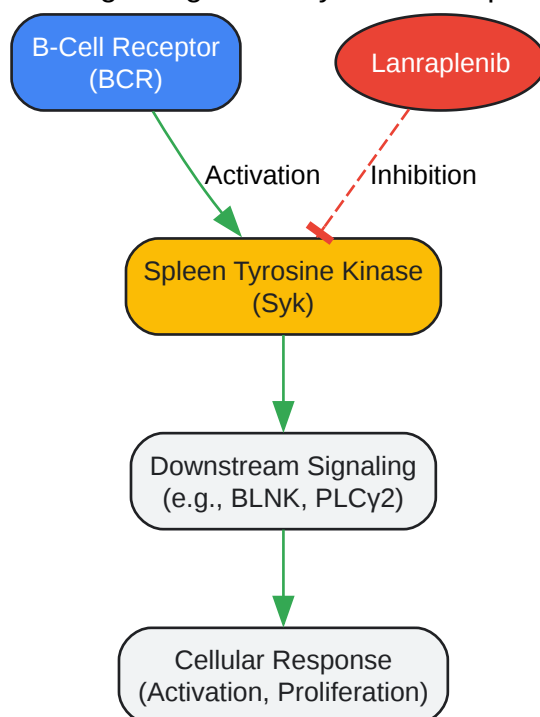 B-Cell Receptor
(BCR)
Lanraplenib
Activation
Inhibition
Spleen Tyrosine Kinase
(Syk)
Downstream Signaling
(e.g., BLNK, PLCγ2)
Cellular Response
(Activation, Proliferation)